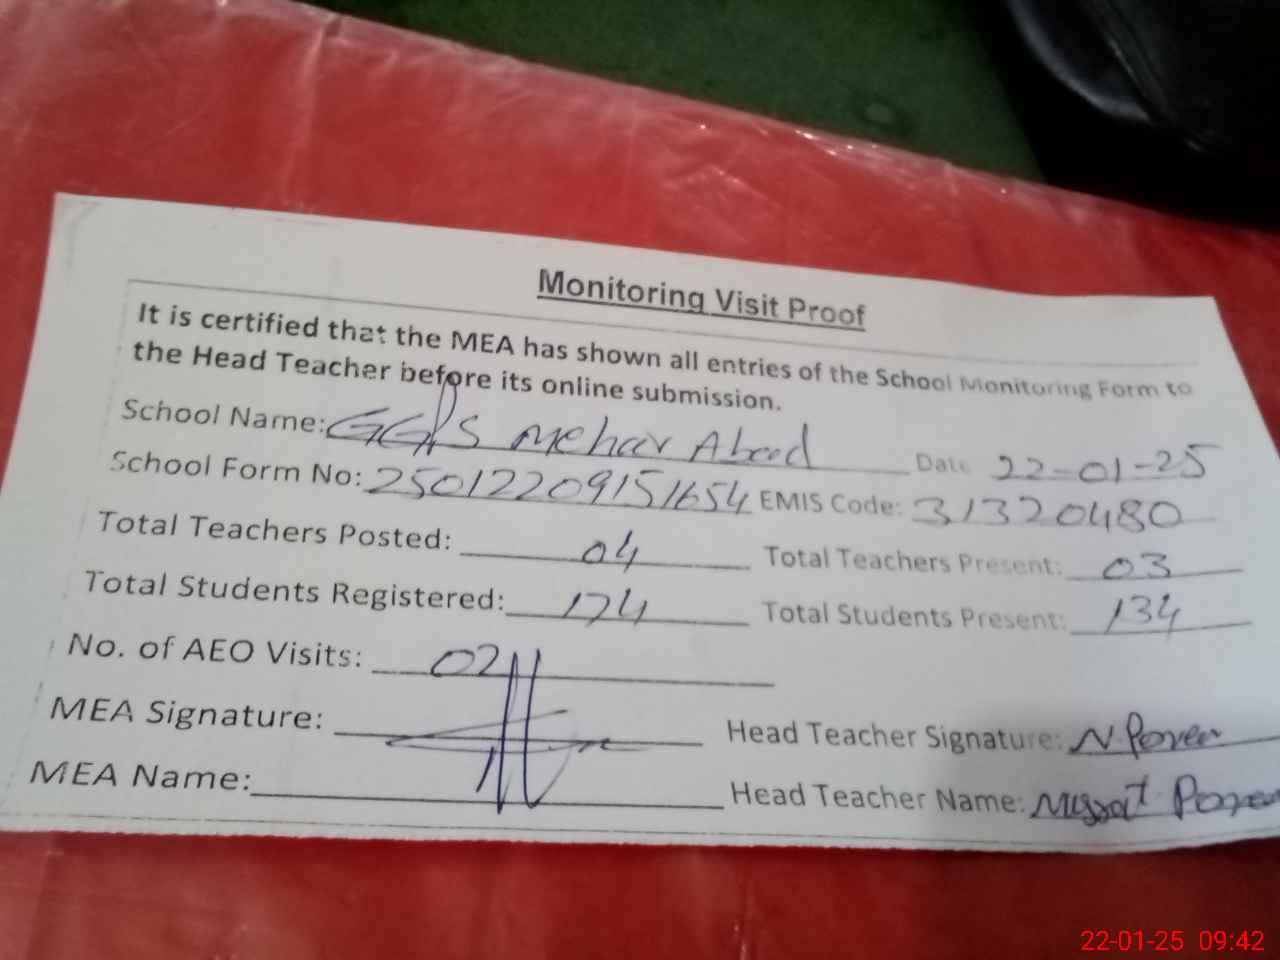 Monitoring Visit Proof
It is certified that the MEA has shown all entries of the School Monitoring Form to
the Head Teacher before its online submission.
School Name: GGPS Mehar Abad Date 22-01-25
School Form No: 25012209151654 EMIS Code: 31320480
Total Teachers Posted: 04 Total Teachers Present: 03
Total Students Registered: 174 Total Students Present: 134
No. of AEO Visits: 02
MEA Signature: Head Teacher Signature: N.
MEA Name: Head Teacher Name:
22-01-25 09:42